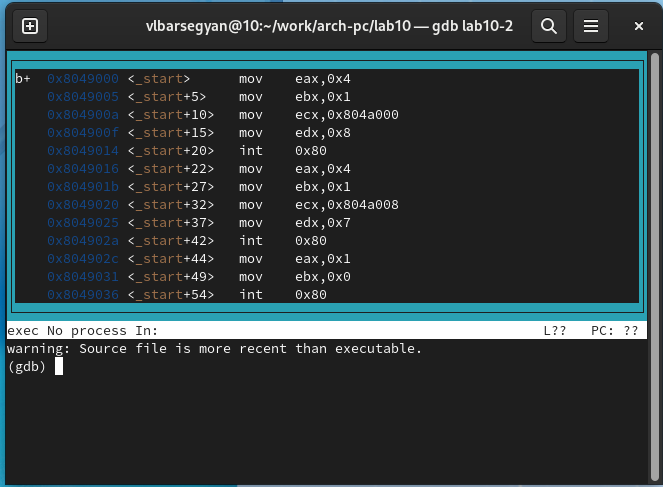 vlbarsegyan@10:~/work/arch-pc/lab10 — gdb lab10-2
b+ 0x8049000 <_start> mov eax,0x4
0x8049005 <_start+5> mov ebx,0x1
0x804900a <_start+10> mov ecx,0x804a000
0x804900f <_start+15> mov edx,0x8
0x8049014 <_start+20> int 0x80
0x8049016 <_start+22> mov eax,0x4
0x804901b <_start+27> mov ebx,0x1
0x8049020 <_start+32> mov ecx,0x804a008
0x8049025 <_start+37> mov edx,0x7
0x804902a <_start+42> int 0x80
0x804902c <_start+44> mov eax,0x1
0x8049031 <_start+49> mov ebx,0x0
0x8049036 <_start+54> int 0x80
exec No process In: L?? PC: ??
warning: Source file is more recent than executable.
(gdb)